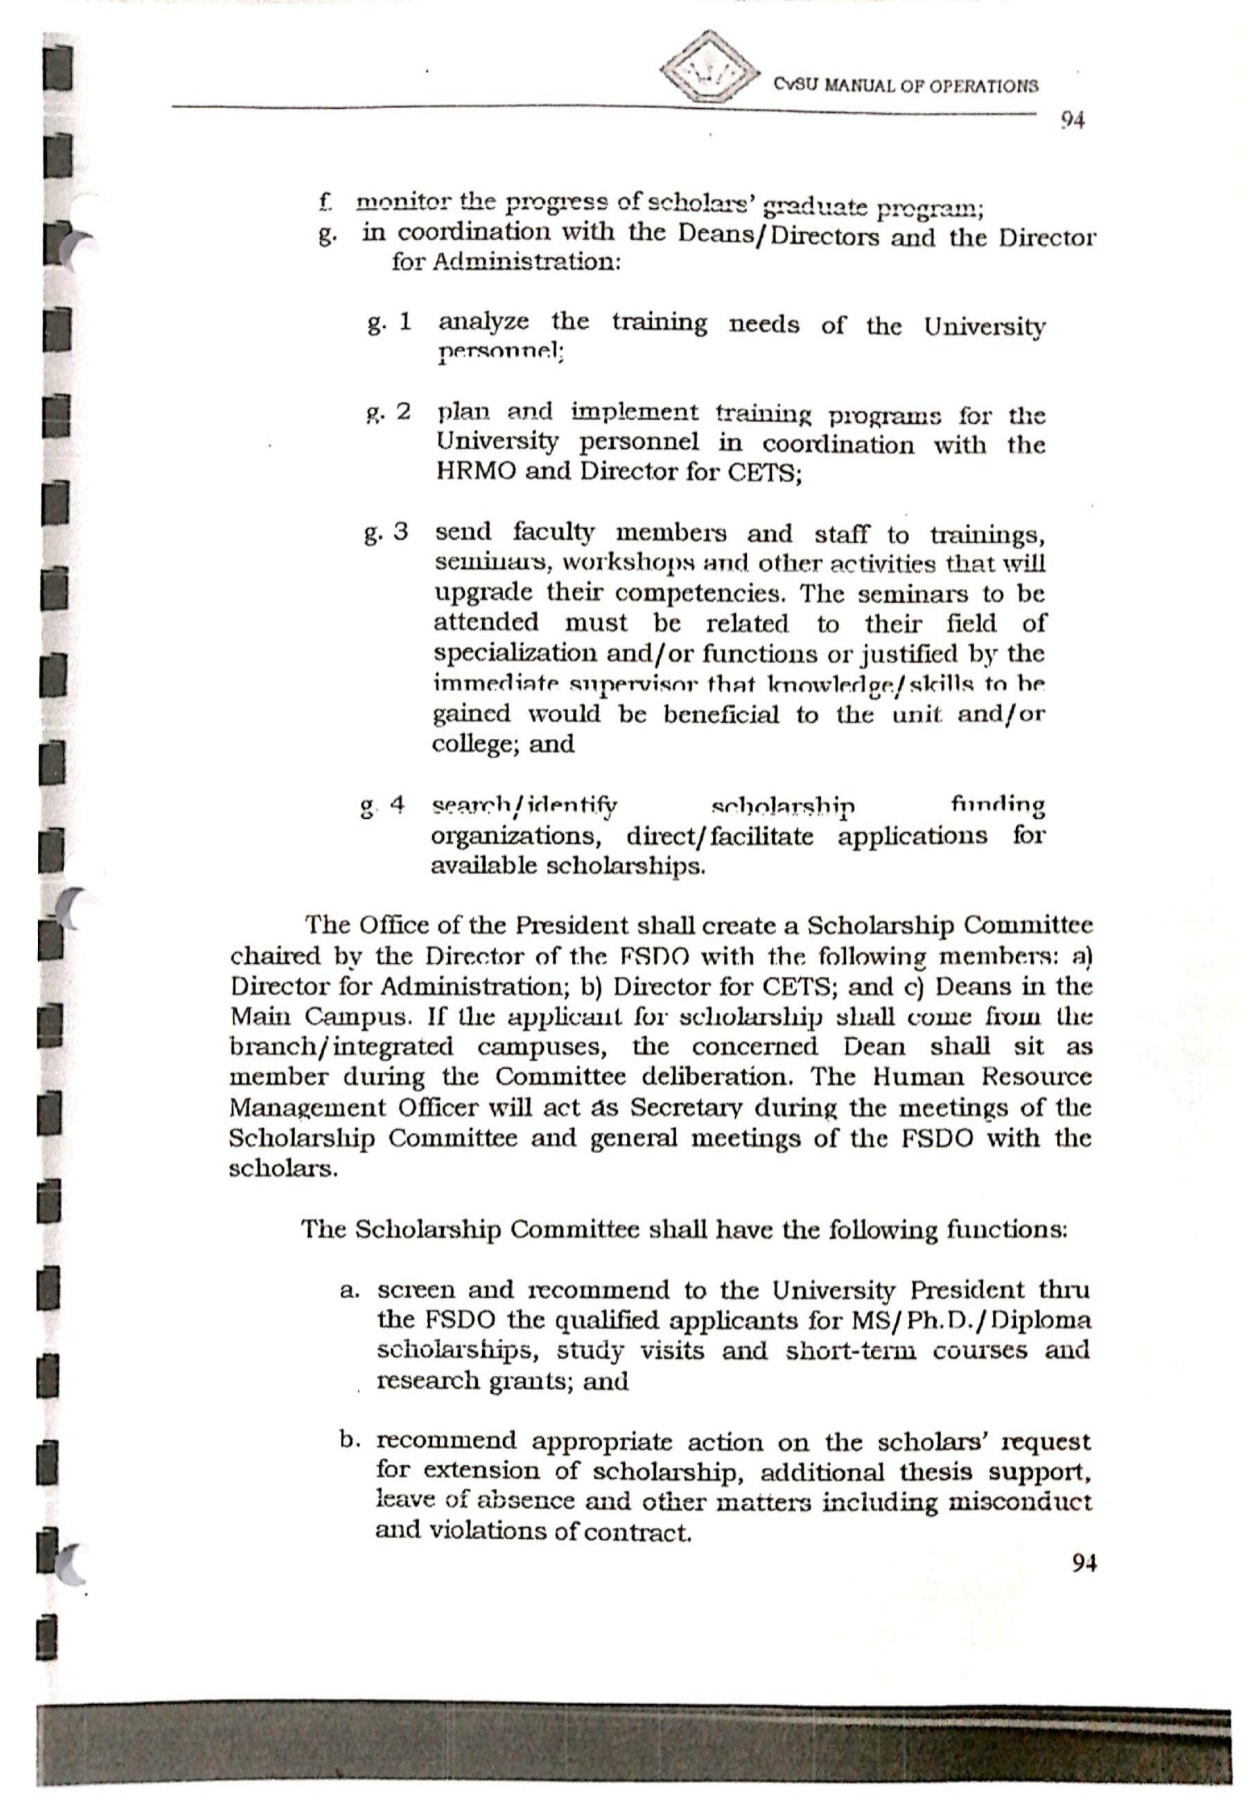 CvSU MANUAL OF OPERATIONS
94
f. monitor the progress of scholars' graduate program;
g. in coordination with the Deans/Directors and the Director
for Administration:
g. 1 analyze the training needs of the University
personnel;
g. 2 plan and implement training programs for the
University personnel in coordination with the
HRMO and Director for CETS;
g. 3 send faculty members and staff to trainings,
seminars, workshops and other activities that will
upgrade their competencies. The seminars to be
attended must be related to their field of
specialization and/or functions or justified by the
immediate supervisor that knowledge/skills to be
gained would be beneficial to the unit and/or
college; and
g. 4 search/identify scholarship funding
organizations, direct/facilitate applications for
available scholarships.
The Office of the President shall create a Scholarship Committee
chaired by the Director of the FSDO with the following members: a)
Director for Administration; b) Director for CETS; and c) Deans in the
Main Campus. If the applicant for scholarship shall come from the
branch/integrated campuses, the concerned Dean shall sit as
member during the Committee deliberation. The Human Resource
Management Officer will act as Secretary during the meetings of the
Scholarship Committee and general meetings of the FSDO with the
scholars.
The Scholarship Committee shall have the following functions:
a. screen and recommend to the University President thru
the FSDO the qualified applicants for MS/Ph.D./Diploma
scholarships, study visits and short-term courses and
research grants; and
b. recommend appropriate action on the scholars' request
for extension of scholarship, additional thesis support,
leave of absence and other matters including misconduct
and violations of contract.
94